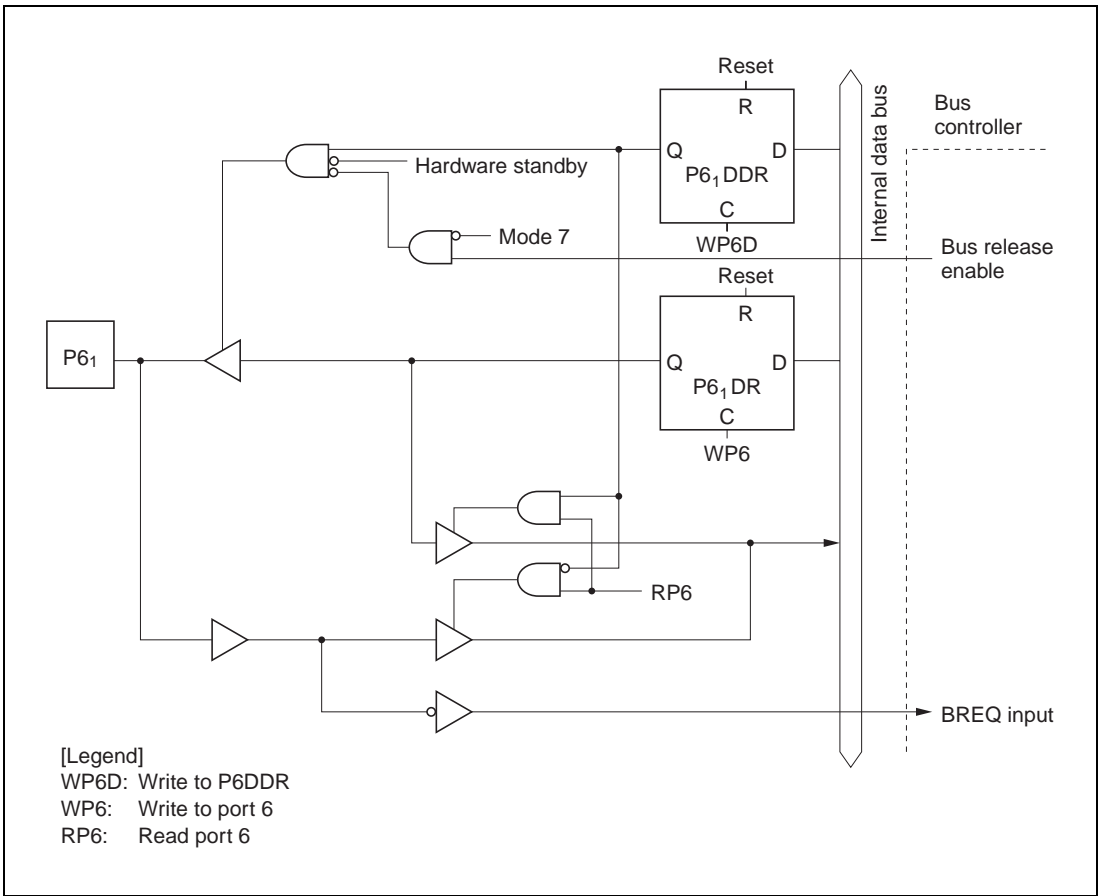 Reset
R
Q
D
P6₁DDR
C
WP6D
Internal data bus
Bus
controller
Hardware standby
Mode 7
Bus release
enable
Reset
R
Q
D
P6₁DR
C
WP6
P6₁
RP6
BREQ input
[Legend]
WP6D: Write to P6DDR
WP6: Write to port 6
RP6: Read port 6